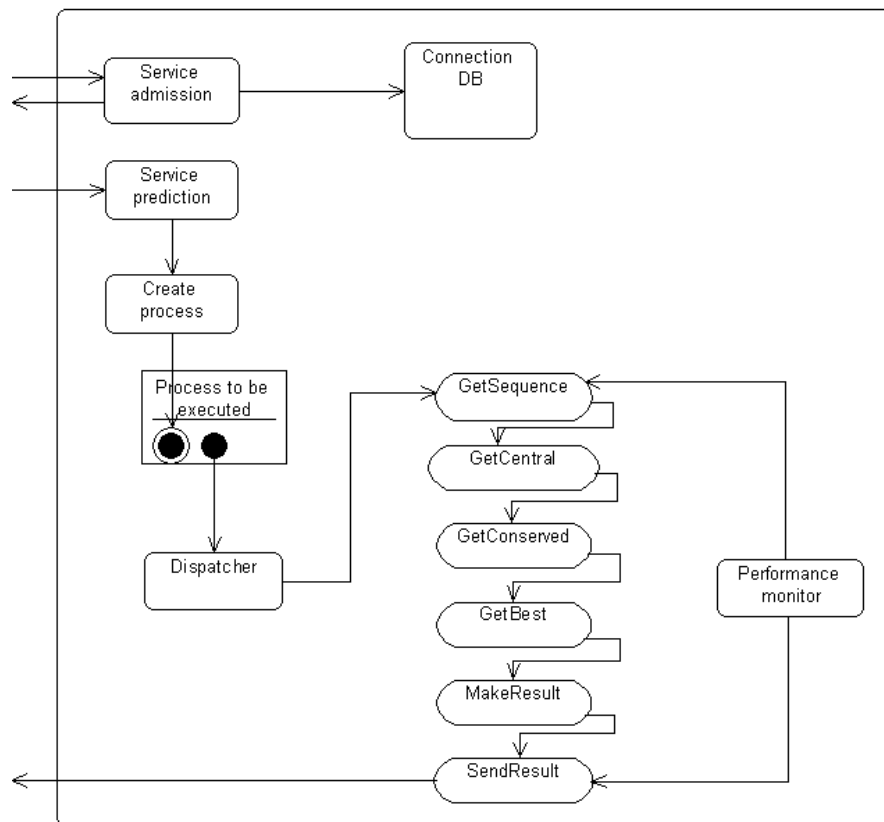 Service
admission
Connection
DB
Service
prediction
Create
process
Process to be
executed
GetSequence
GetCentral
GetConserved
Dispatcher
Performance
monitor
GetBest
MakeResult
SendResult